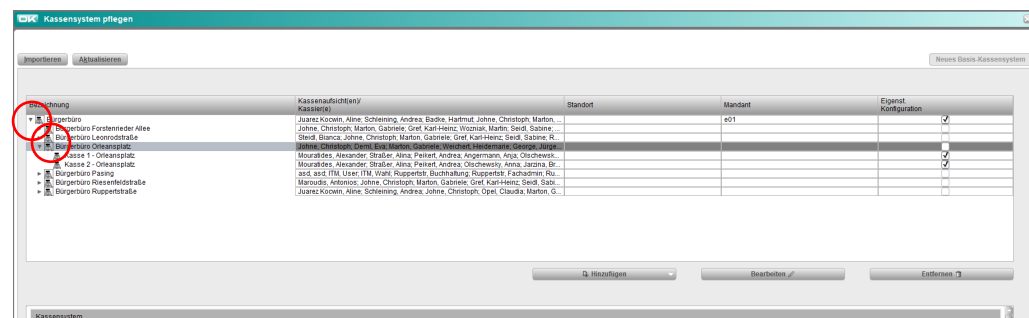 OK Kassensystem pflegen
Importieren Aktualisieren Neues Basis-Kassensystem
Bezeichnung Kassenaufsicht(en)/ Kassier(e) Standort Mandant Eigenst. Konfiguration
Bürgerbüro Juarez Kocwin, Aline; Schleining, Andrea; Badke, Hartmut; Johne, Christoph; Marton, ... e01
Bürgerbüro Forstenrieder Allee Johne, Christoph; Marton, Gabriele; Gref, Karl-Heinz; Wozniak, Martin; Seidl, Sabine; ...
Bürgerbüro Leonrodstraße Steidl, Bianca; Johne, Christoph; Marton, Gabriele; Gref, Karl-Heinz; Seidl, Sabine; R...
Bürgerbüro Orleansplatz Johne, Christoph; Deml, Eva; Marton, Gabriele; Weichert, Heidemarie; George, Jürge...
Kasse 1 - Orleansplatz Mouratides, Alexander; Straßer, Alina; Peikert, Andrea; Angermann, Anja; Olschewsk...
Kasse 2 - Orleansplatz Mouratides, Alexander; Straßer, Alina; Peikert, Andrea; Olschewsky, Anna; Jarzina, Br...
Bürgerbüro Pasing asd, asd; ITM, User; ITM, Wahl; Ruppertstr, Buchhaltung; Ruppertstr, Fachadmin; Ru...
Bürgerbüro Riesenfeldstraße Maroudis, Antonios; Johne, Christoph; Marton, Gabriele; Gref, Karl-Heinz; Seidl, Sabi...
Bürgerbüro Ruppertstraße Juarez Kocwin, Aline; Schleining, Andrea; Johne, Christoph; Opel, Claudia; Marton, G...
Hinzufügen Bearbeiten Entfernen
Kassensystem